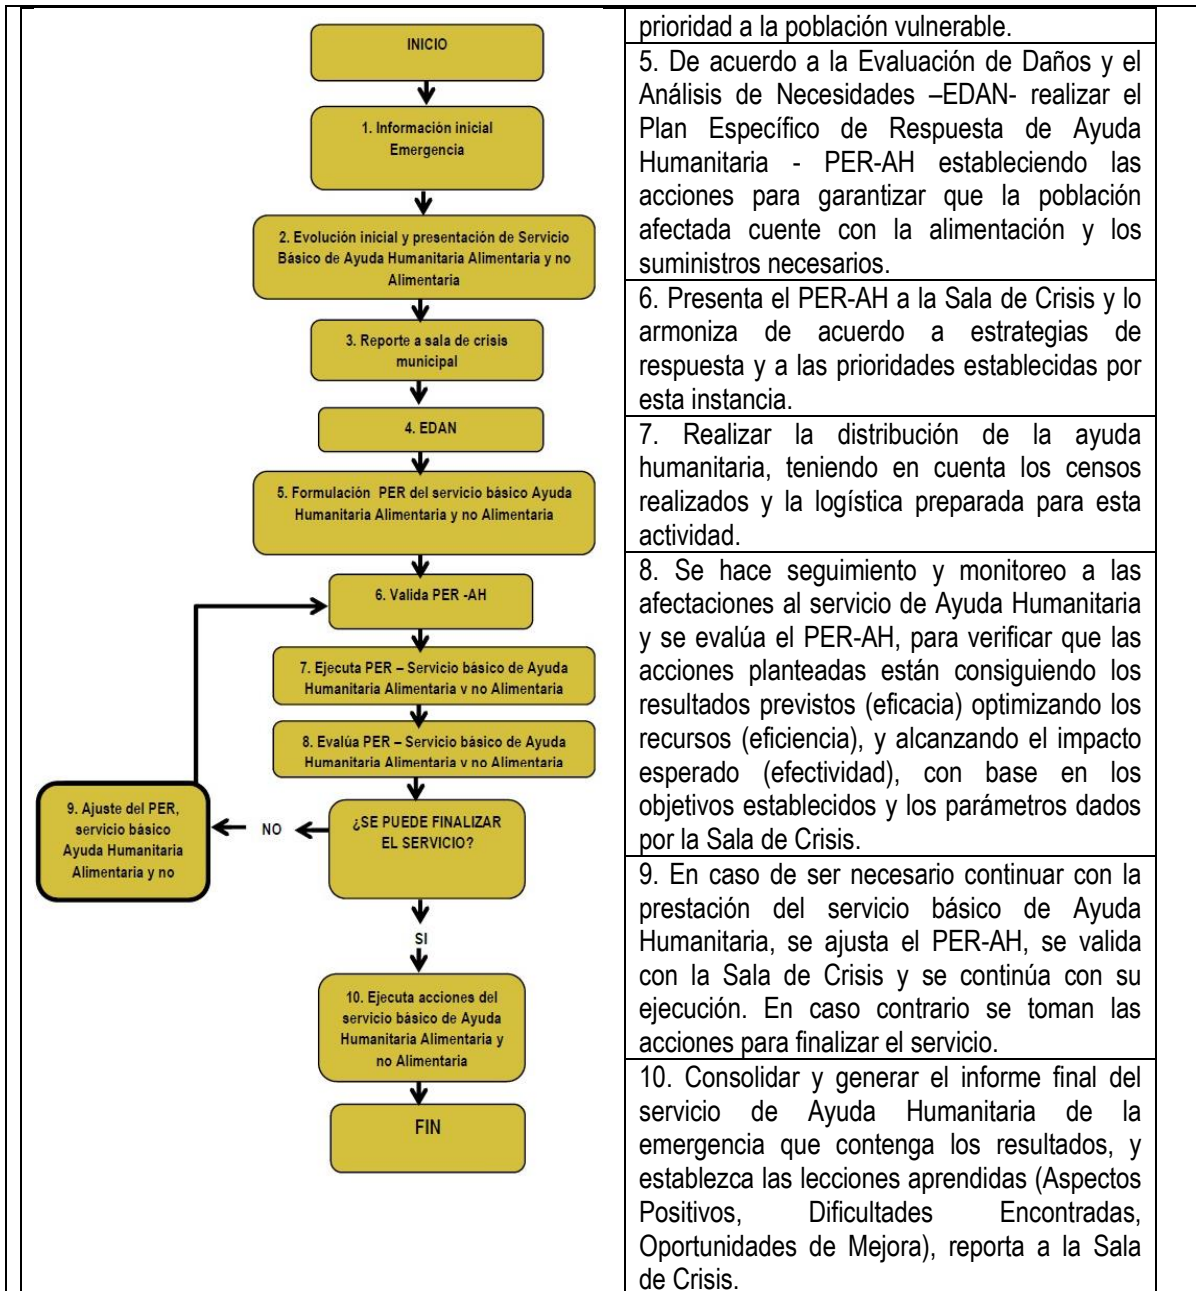 INICIO
1. Información inicial
Emergencia
2. Evolución inicial y presentación de Servicio
Básico de Ayuda Humanitaria Alimentaria y no
Alimentaria
3. Reporte a sala de crisis
municipal
4. EDAN
5. Formulación PER del servicio básico Ayuda
Humanitaria Alimentaria y no Alimentaria
6. Valida PER -AH
7. Ejecuta PER – Servicio básico de Ayuda
Humanitaria Alimentaria y no Alimentaria
8. Evalúa PER – Servicio básico de Ayuda
Humanitaria Alimentaria y no Alimentaria
9. Ajuste del PER,
servicio básico
Ayuda Humanitaria
Alimentaria y no
NO
¿SE PUEDE FINALIZAR
EL SERVICIO?
SI
10. Ejecuta acciones del
servicio básico de Ayuda
Humanitaria Alimentaria y
no Alimentaria
FIN
prioridad a la población vulnerable.
5. De acuerdo a la Evaluación de Daños y el
Análisis de Necesidades –EDAN- realizar el
Plan Específico de Respuesta de Ayuda
Humanitaria - PER-AH estableciendo las
acciones para garantizar que la población
afectada cuente con la alimentación y los
suministros necesarios.
6. Presenta el PER-AH a la Sala de Crisis y lo
armoniza de acuerdo a estrategias de
respuesta y a las prioridades establecidas por
esta instancia.
7. Realizar la distribución de la ayuda
humanitaria, teniendo en cuenta los censos
realizados y la logística preparada para esta
actividad.
8. Se hace seguimiento y monitoreo a las
afectaciones al servicio de Ayuda Humanitaria
y se evalúa el PER-AH, para verificar que las
acciones planteadas están consiguiendo los
resultados previstos (eficacia) optimizando los
recursos (eficiencia), y alcanzando el impacto
esperado (efectividad), con base en los
objetivos establecidos y los parámetros dados
por la Sala de Crisis.
9. En caso de ser necesario continuar con la
prestación del servicio básico de Ayuda
Humanitaria, se ajusta el PER-AH, se valida
con la Sala de Crisis y se continúa con su
ejecución. En caso contrario se toman las
acciones para finalizar el servicio.
10. Consolidar y generar el informe final del
servicio de Ayuda Humanitaria de la
emergencia que contenga los resultados, y
establezca las lecciones aprendidas (Aspectos
Positivos, Dificultades Encontradas,
Oportunidades de Mejora), reporta a la Sala
de Crisis.